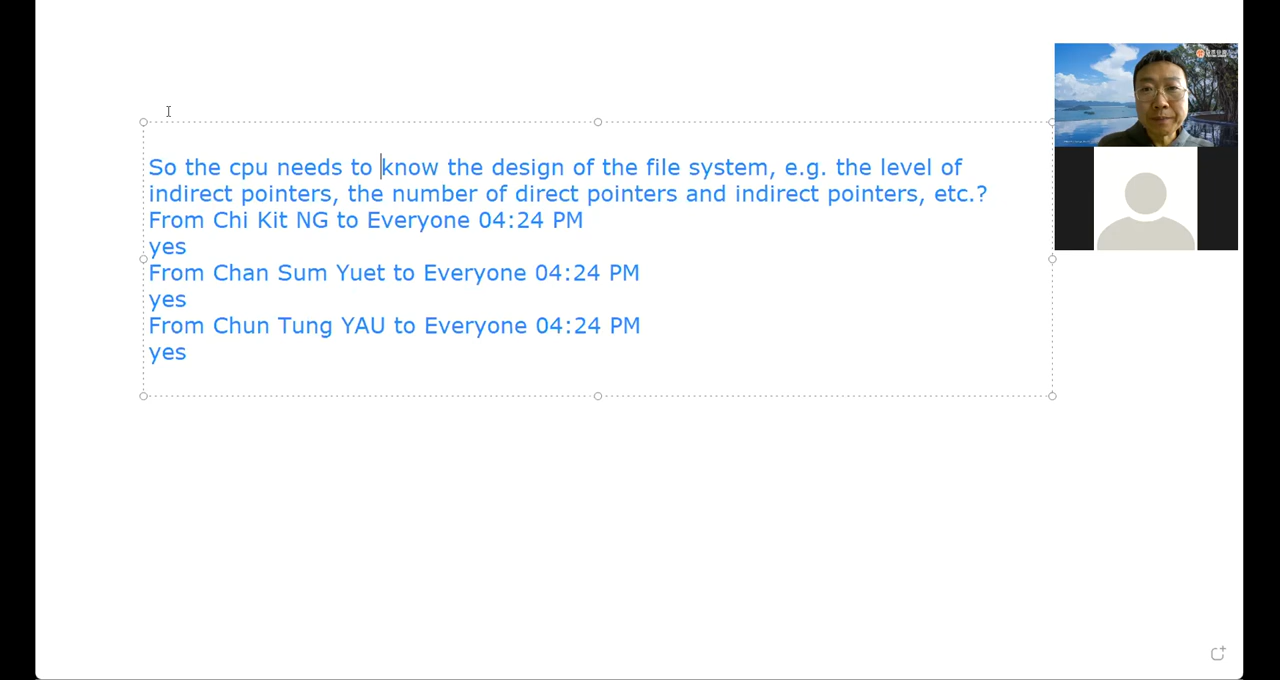 So the cpu needs to know the design of the file system, e.g. the level of
indirect pointers, the number of direct pointers and indirect pointers, etc.?
From Chi Kit NG to Everyone 04:24 PM
yes
From Chan Sum Yuet to Everyone 04:24 PM
yes
From Chun Tung YAU to Everyone 04:24 PM
yes